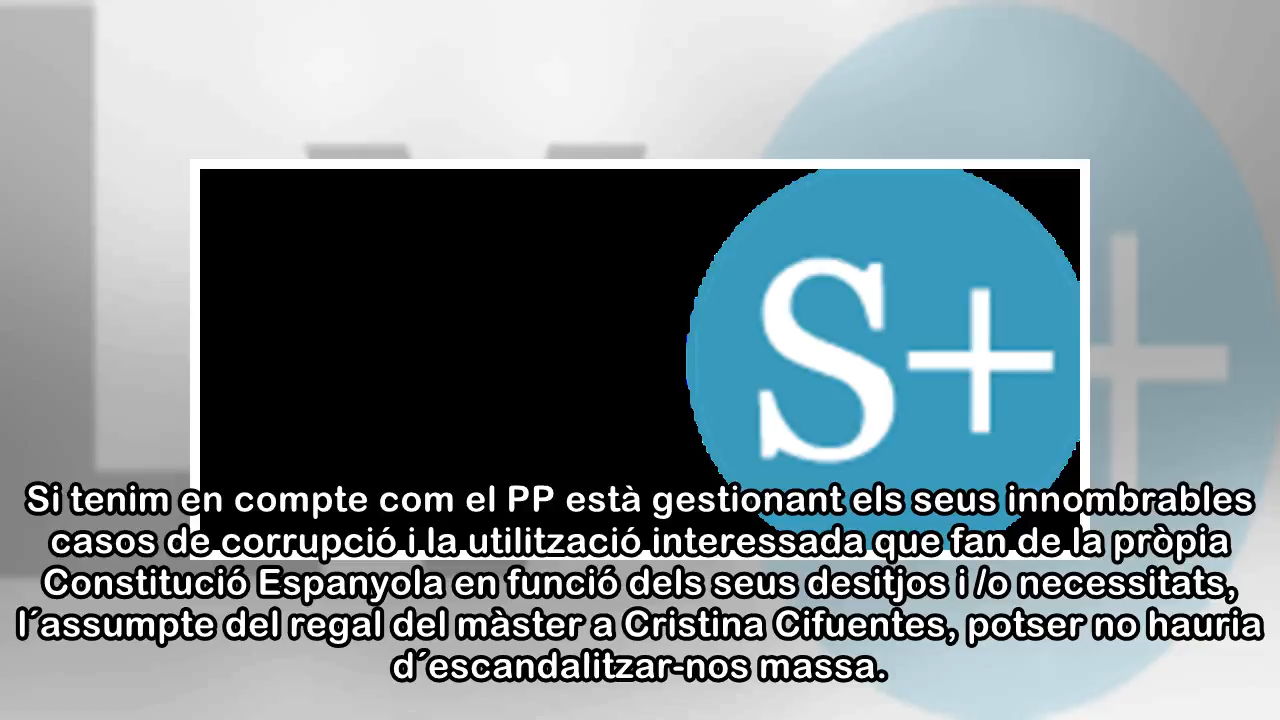 S+
Si tenim en compte com el PP està gestionant els seus innombrables
casos de corrupció i la utilització interessada que fan de la pròpia
Constitució Espanyola en funció dels seus desitjos i /o necessitats,
l´assumpte del regal del màster a Cristina Cifuentes, potser no hauria
d´escandalitzar-nos massa.